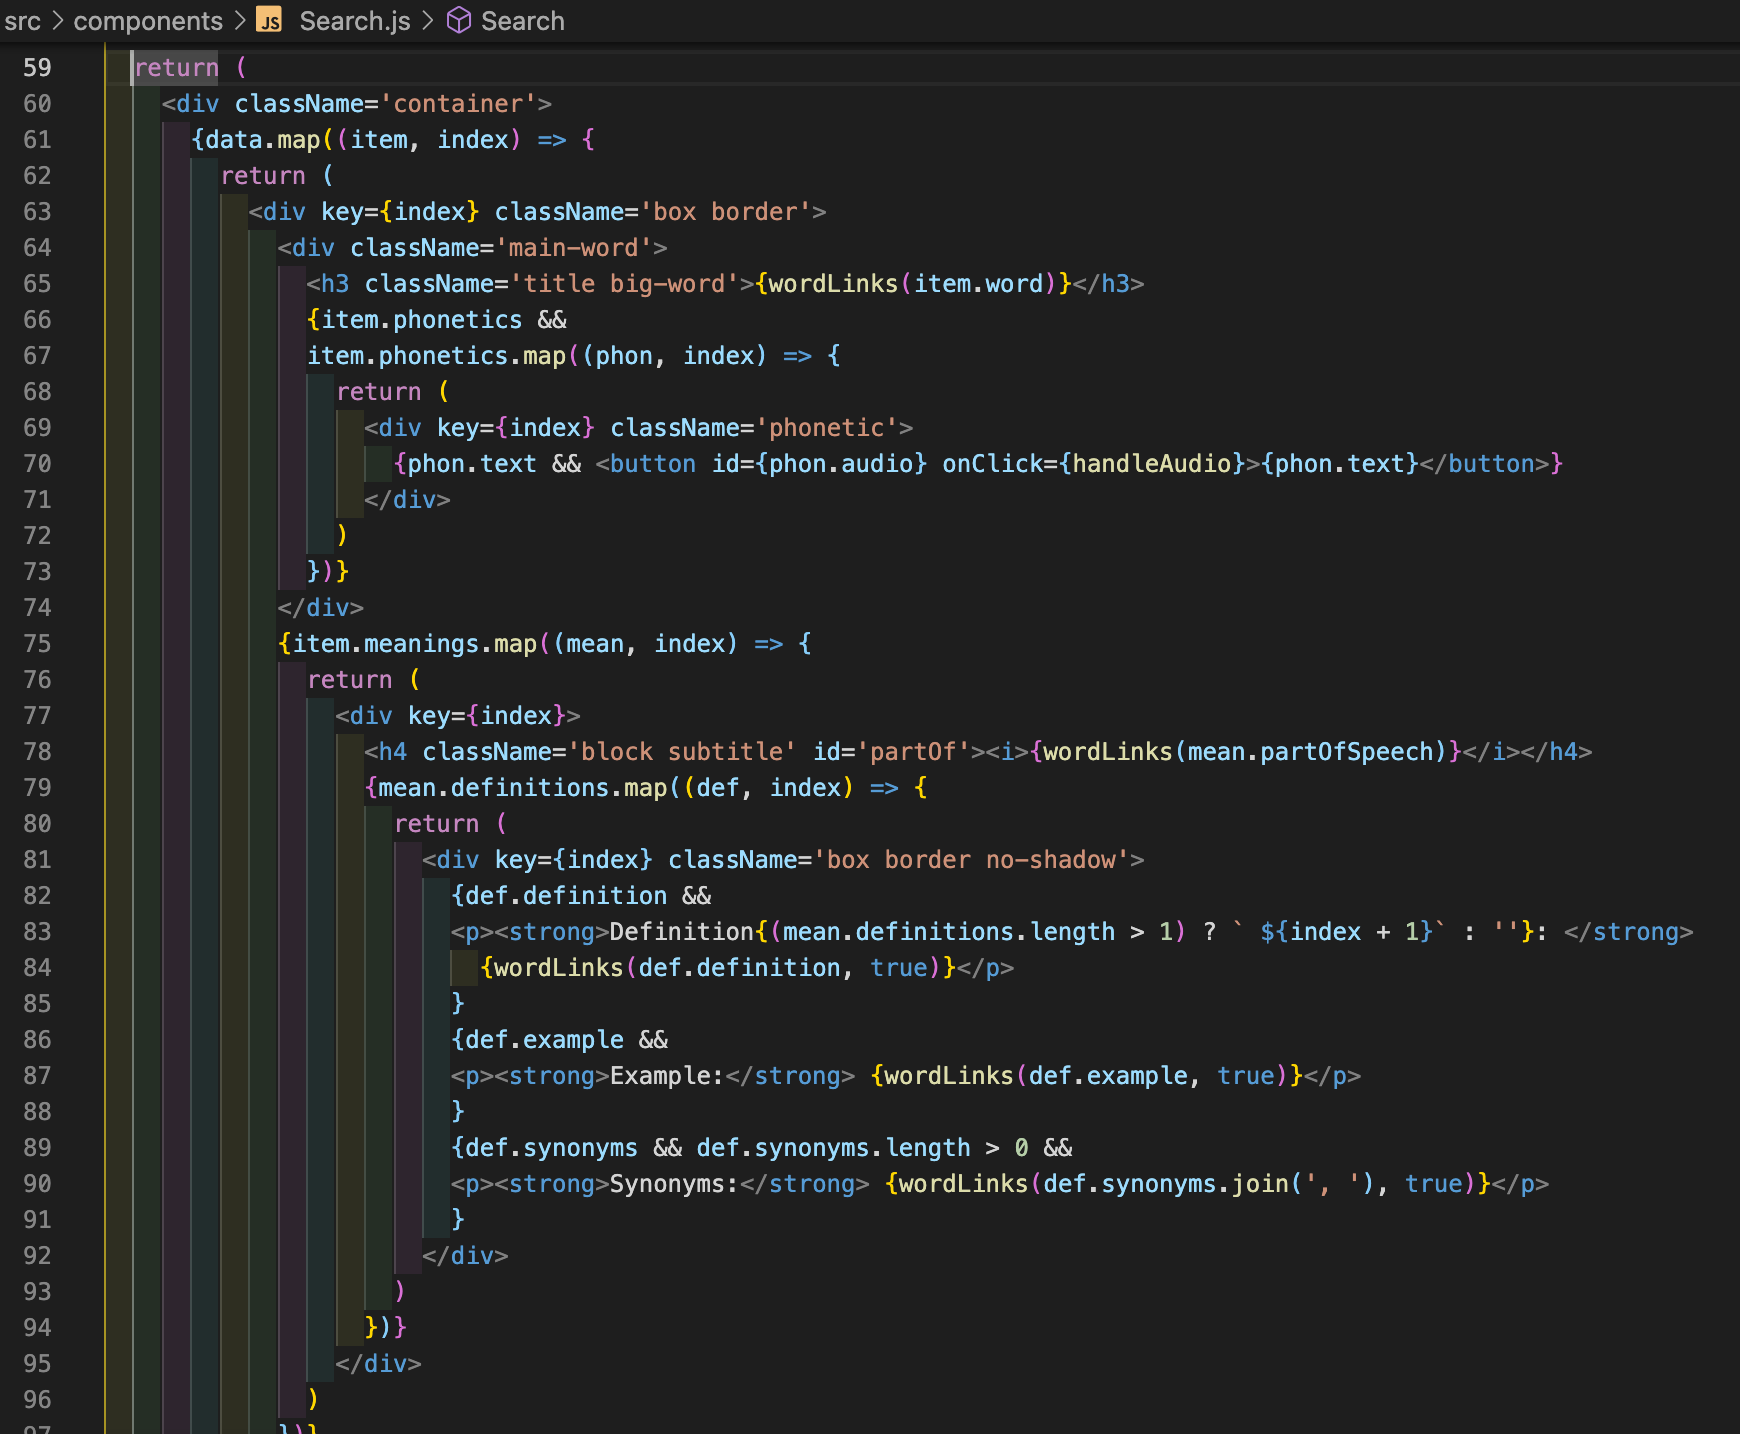 src > components > JS Search.js > Search
59 return (
60 <div className='container'>
61 {data.map((item, index) => {
62 return (
63 <div key={index} className='box border'>
64 <div className='main-word'>
65 <h3 className='title big-word'>{wordLinks(item.word)}</h3>
66 {item.phonetics &&
67 item.phonetics.map((phon, index) => {
68 return (
69 <div key={index} className='phonetic'>
70 {phon.text && <button id={phon.audio} onClick={handleAudio}>{phon.text}</button>}
71 </div>
72 )
73 })}
74 </div>
75 {item.meanings.map((mean, index) => {
76 return (
77 <div key={index}>
78 <h4 className='block subtitle' id='partOf'><i>{wordLinks(mean.partOfSpeech)}</i></h4>
79 {mean.definitions.map((def, index) => {
80 return (
81 <div key={index} className='box border no-shadow'>
82 {def.definition &&
83 <p><strong>Definition{(mean.definitions.length > 1) ? ` ${index + 1}` : ''}: </strong>
84 {wordLinks(def.definition, true)}</p>
85 }
86 {def.example &&
87 <p><strong>Example:</strong> {wordLinks(def.example, true)}</p>
88 }
89 {def.synonyms && def.synonyms.length > 0 &&
90 <p><strong>Synonyms:</strong> {wordLinks(def.synonyms.join(', '), true)}</p>
91 }
92 </div>
93 )
94 })}
95 </div>
96 )
97 })}